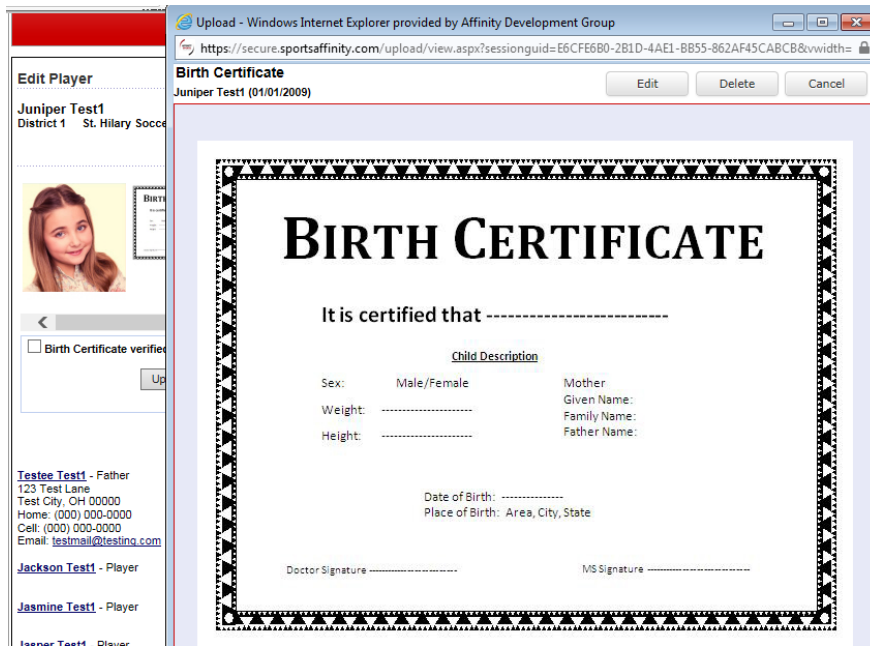 Upload - Windows Internet Explorer provided by Affinity Development Group
https://secure.sportsaffinity.com/upload/view.aspx?sessionguid=E6CFE6B0-2B1D-4AE1-BB55-862AF45CABCB&vwidth=
Birth Certificate
Juniper Test1 (01/01/2009)
Edit Delete Cancel
Edit Player
Juniper Test1
District 1 St. Hilary Socce
BIRTH
Birth Certificate verified
Up
Testee Test1 - Father
123 Test Lane
Test City, OH 00000
Home: (000) 000-0000
Cell: (000) 000-0000
Email: testmail@testing.com
Jackson Test1 - Player
Jasmine Test1 - Player
Jasper Test1 - Player
BIRTH CERTIFICATE
It is certified that --------------------------
Child Description
Sex: Male/Female
Weight: ----------------------
Height: ----------------------
Mother
Given Name:
Family Name:
Father Name:
Date of Birth: ---------------
Place of Birth: Area, City, State
Doctor Signature --------------------------
MS Signature ------------------------------